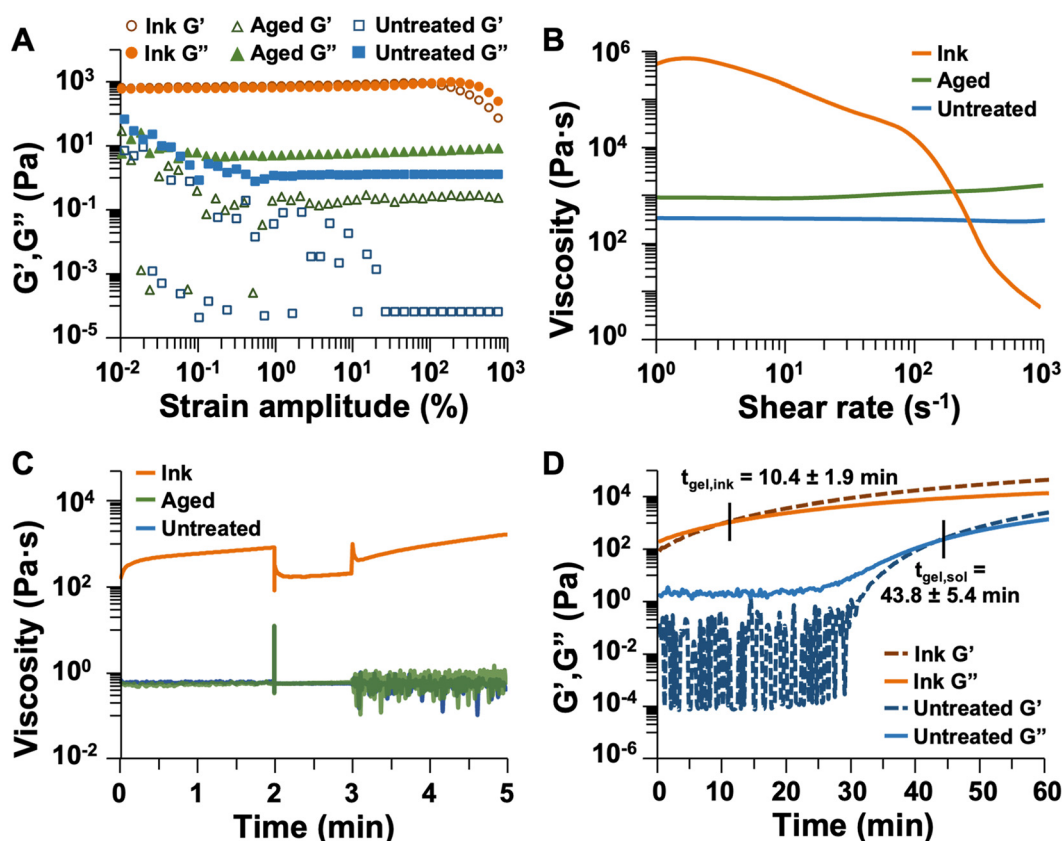 A
Ink G’ Aged G’ Untreated G’
Ink G” Aged G” Untreated G”
10³
10¹
10⁻¹
10⁻³
10⁻⁵
G’,G” (Pa)
10⁻² 10⁻¹ 10⁰ 10¹ 10² 10³
Strain amplitude (%)
B
Ink
Aged
Untreated
10⁶
10⁴
10²
10⁰
Viscosity (Pa·s)
10⁰ 10¹ 10² 10³
Shear rate (s⁻¹)
C
Ink
Aged
Untreated
10⁴
10²
10⁰
10⁻²
Viscosity (Pa·s)
0 1 2 3 4 5
Time (min)
D
t_gel,ink = 10.4 ± 1.9 min
t_gel,sol =
43.8 ± 5.4 min
Ink G’
Ink G”
Untreated G’
Untreated G”
10⁴
10²
10⁰
10⁻²
10⁻⁴
10⁻⁶
G’,G” (Pa)
0 10 20 30 40 50 60
Time (min)